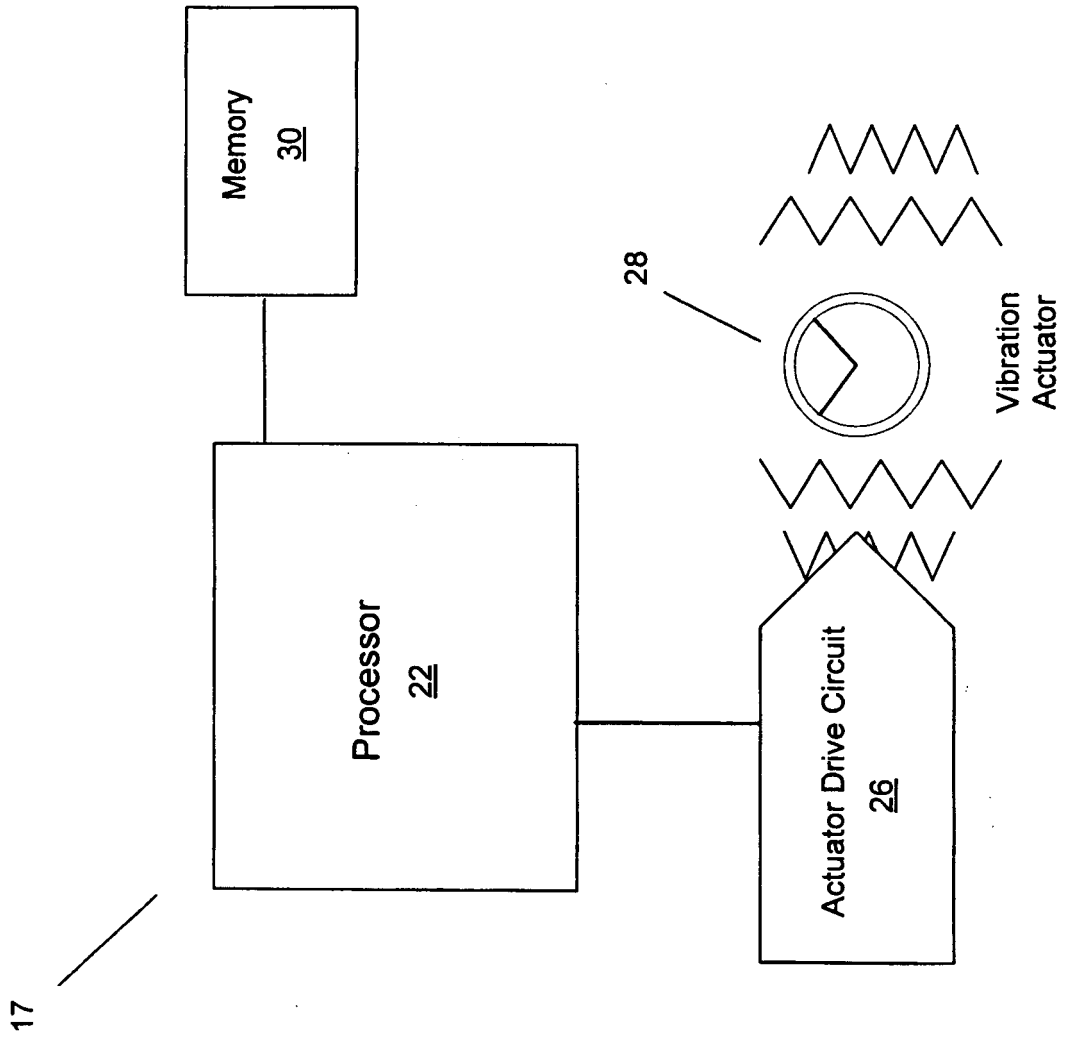 17
Processor
22
Memory
30
Actuator Drive Circuit
26
28
Vibration
Actuator